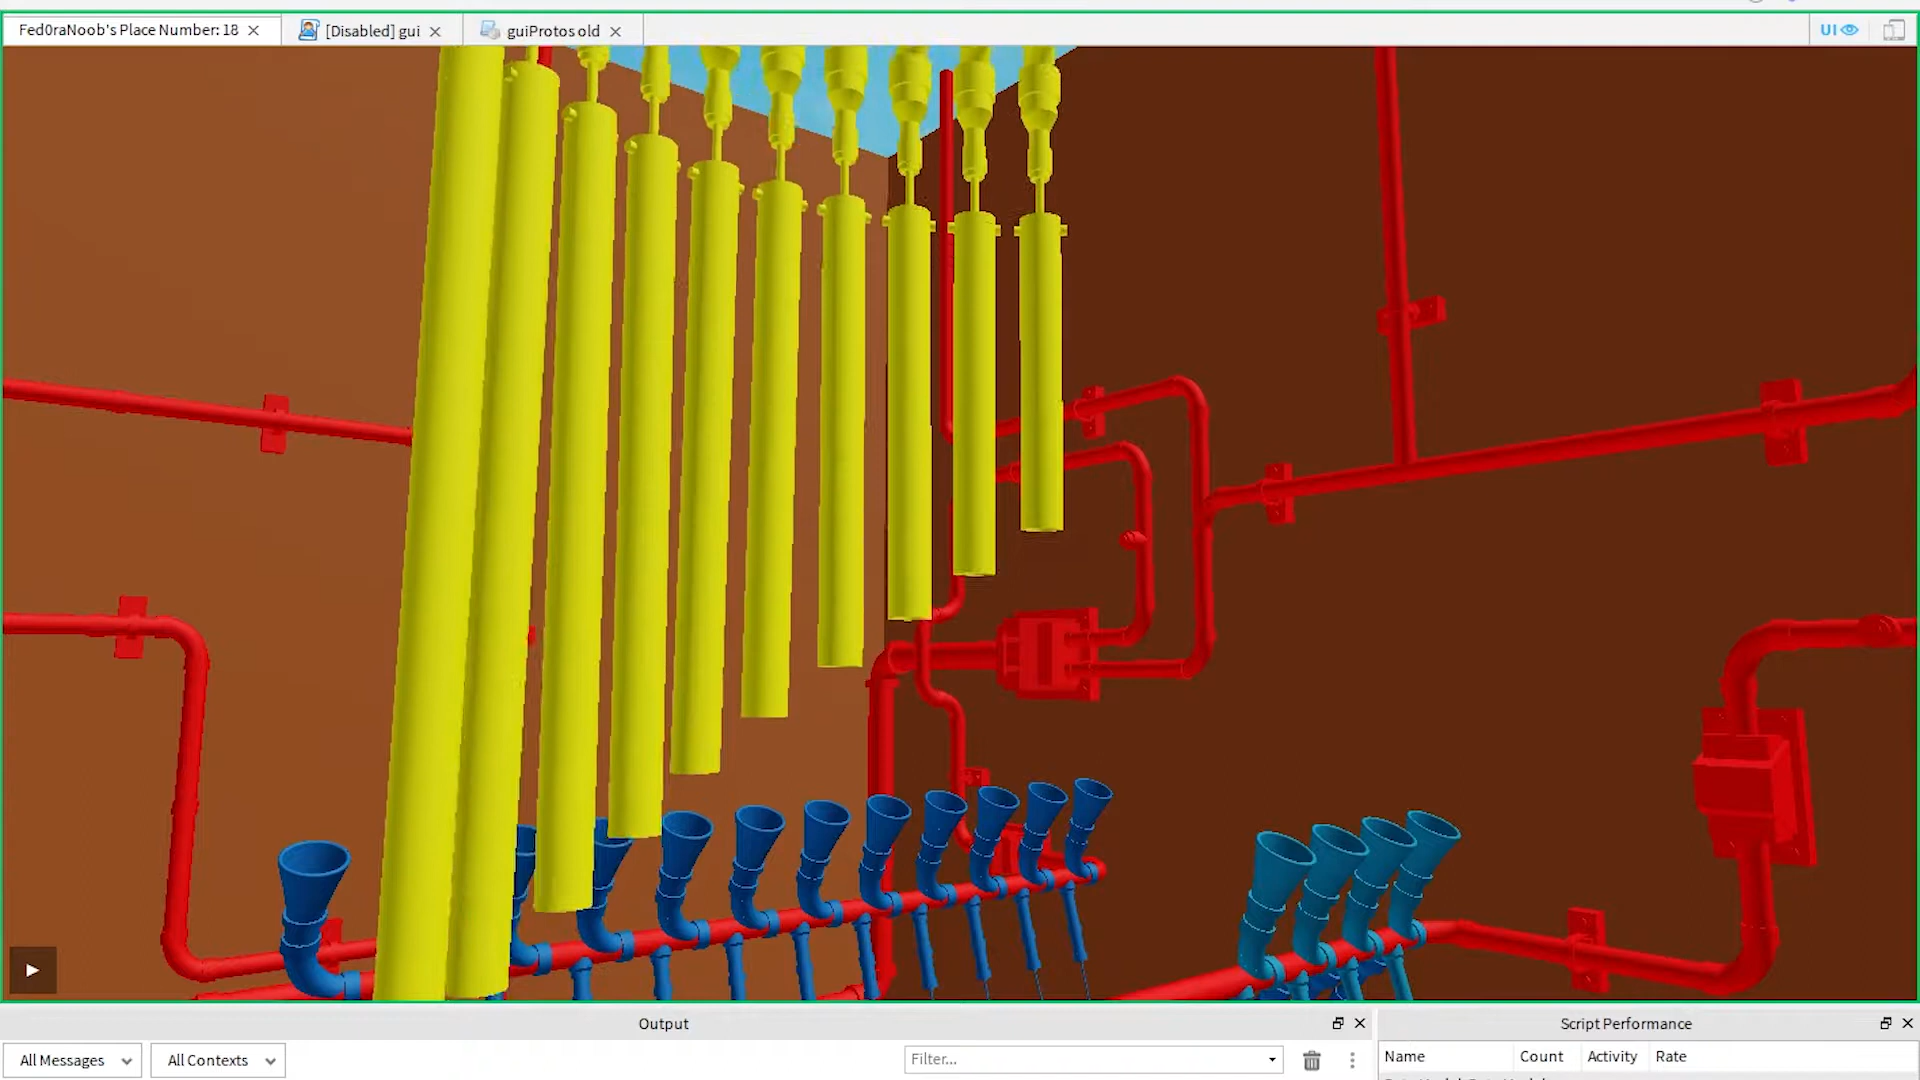 Fed0raNoob's Place Number: 18
[Disabled] gui
guiProtos old
UI
Output
Script Performance
All Messages
All Contexts
Filter...
Name Count Activity Rate